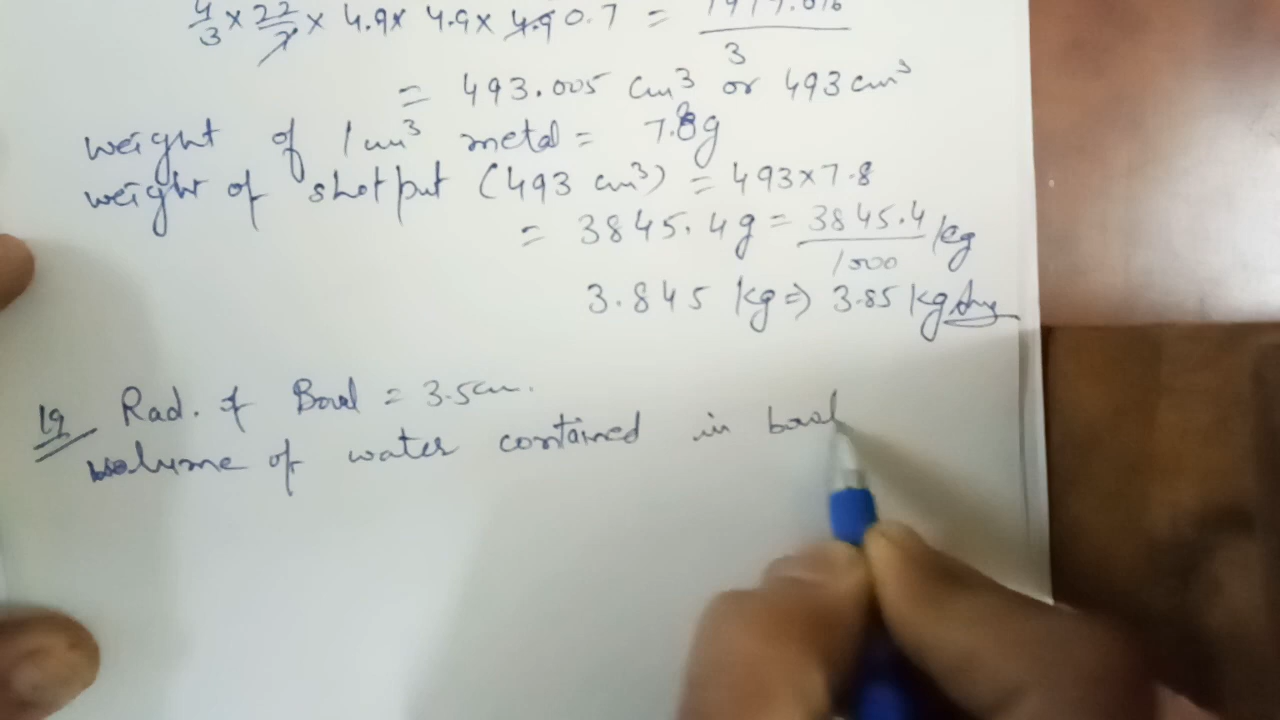 4/3 × 22/7 × 4.9 × 4.9 × 4.9 0.7 = /3
= 493.005 cm³ or 493 cm³
weight of 1 cm³ metal = 7.8g
weight of shotput (493 cm³) = 493×7.8
= 3845.4g = 3845.4/1000 kg
3.845 kg ⇒ 3.85 kg Ans
19 Rad. of Bowl = 3.5cm.
volume of water contained in bowl